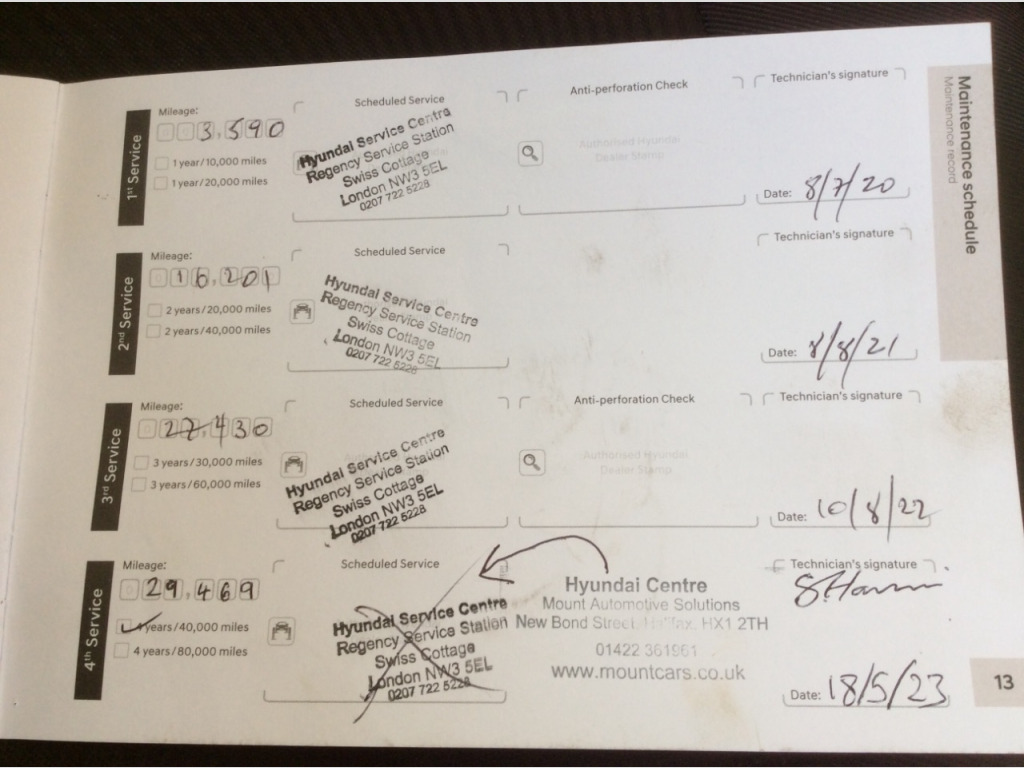 Maintenance schedule
Maintenance record
1st Service
Mileage:
3,590
1 year/10,000 miles
1 year/20,000 miles
Scheduled Service
Hyundai Service Centre
Regency Service Station
Swiss Cottage
London NW3 5EL
0207 722 5228
Anti-perforation Check
Authorised Hyundai
Dealer Stamp
Technician's signature
Date: 8/7/20
2nd Service
Mileage:
16,201
2 years/20,000 miles
2 years/40,000 miles
Scheduled Service
Hyundai Service Centre
Regency Service Station
Swiss Cottage
London NW3 5EL
0207 722 5228
Technician's signature
Date: 8/8/21
3rd Service
Mileage:
22,430
3 years/30,000 miles
3 years/60,000 miles
Scheduled Service
Hyundai Service Centre
Regency Service Station
Swiss Cottage
London NW3 5EL
0207 722 5228
Anti-perforation Check
Authorised Hyundai
Dealer Stamp
Technician's signature
Date: 10/8/22
4th Service
Mileage:
29,469
years/40,000 miles
4 years/80,000 miles
Scheduled Service
Hyundai Service Centre
Regency Service Station
Swiss Cottage
London NW3 5EL
0207 722 5228
Hyundai Centre
Mount Automotive Solutions
New Bond Street, Halifax, HX1 2TH
01422 361961
www.mountcars.co.uk
Technician's signature
Date: 18/5/23
13